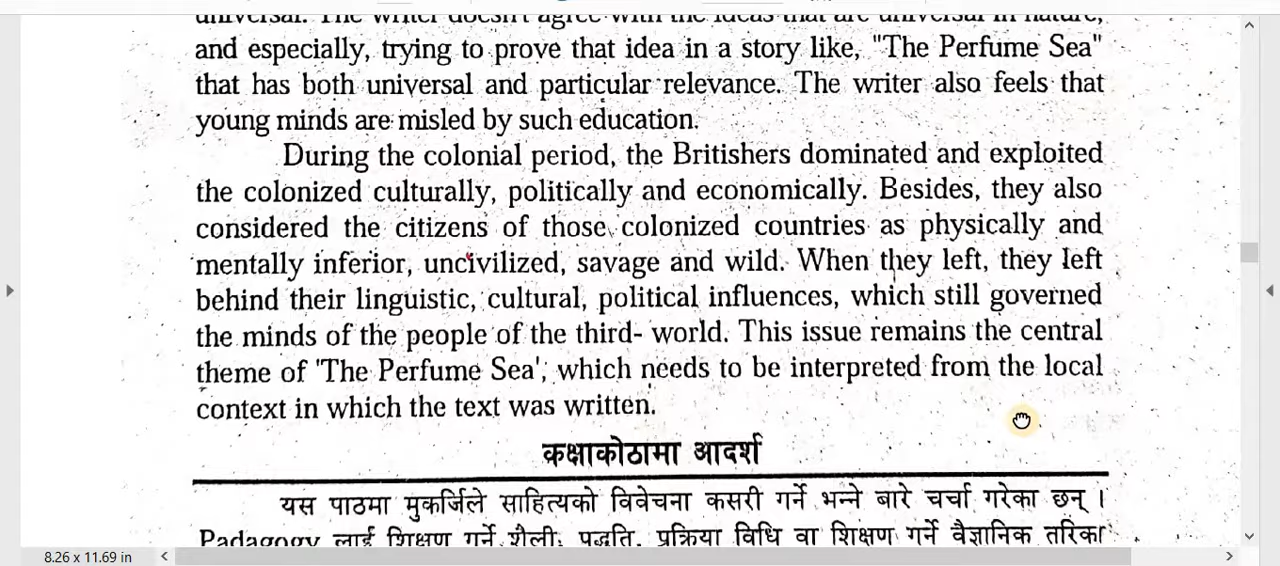 universal. The writer doesn't agree with the ideas that are universal in nature,
and especially, trying to prove that idea in a story like, "The Perfume Sea"
that has both universal and particular relevance. The writer also feels that
young minds are misled by such education.
During the colonial period, the Britishers dominated and exploited
the colonized culturally, politically and economically. Besides, they also
considered the citizens of those colonized countries as physically and
mentally inferior, uncivilized, savage and wild. When they left, they left
behind their linguistic, cultural, political influences, which still governed
the minds of the people of the third- world. This issue remains the central
theme of 'The Perfume Sea', which needs to be interpreted from the local
context in which the text was written.
कक्षाकोठामा आदर्श
यस पाठमा मुकर्जिले साहित्यको विवेचना कसरी गर्ने भन्ने बारे चर्चा गरेका छन् ।
Padagogy लाई शिक्षण गर्ने शैली, पद्धति, प्रक्रिया विधि वा शिक्षण गर्ने वैज्ञानिक तरिका
8.26 x 11.69 in